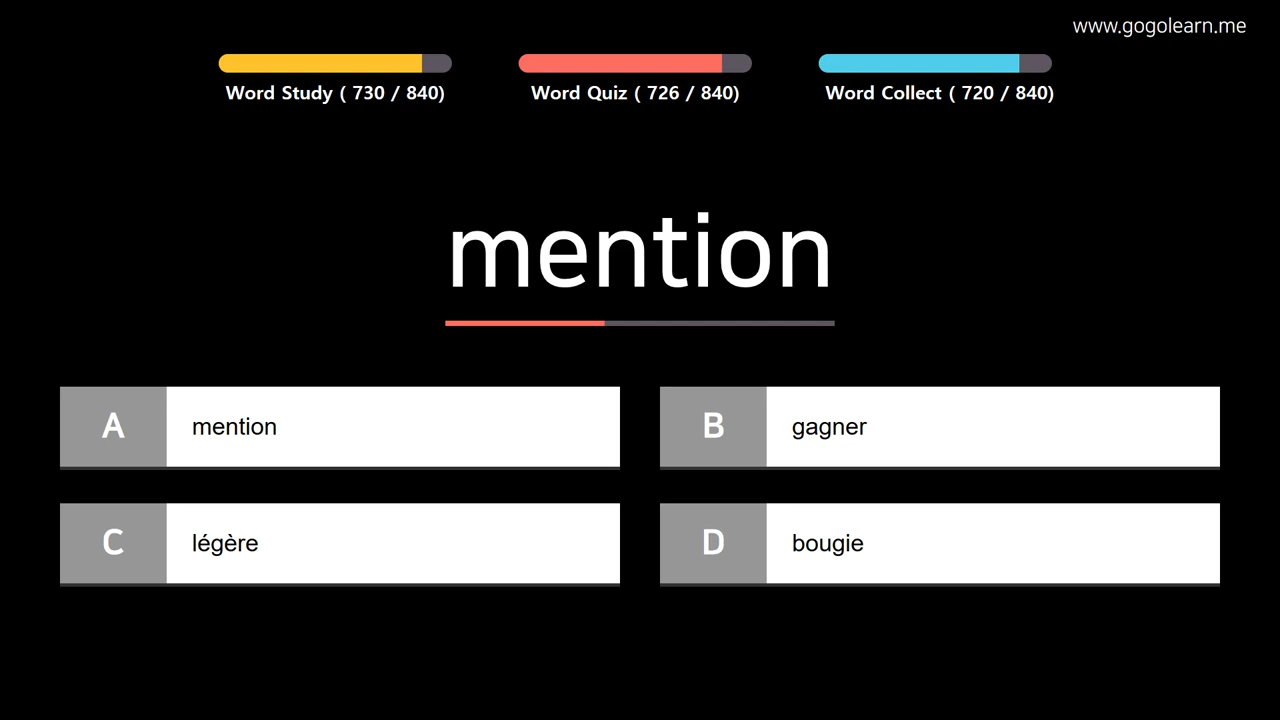 www.gogolearn.me
Word Study ( 730 / 840)
Word Quiz ( 726 / 840)
Word Collect ( 720 / 840)
mention
A mention
B gagner
C légère
D bougie